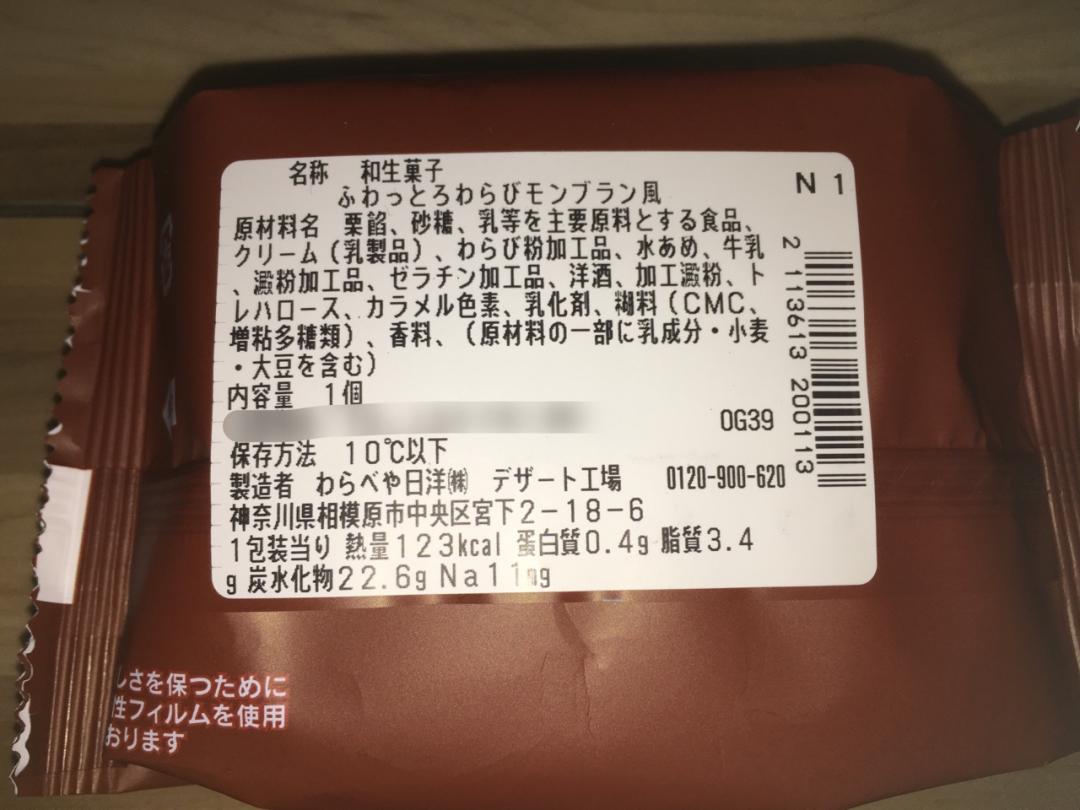 名称 和生菓子
ふわっとろわらびモンブラン風
N 1
原材料名 栗餡、砂糖、乳等を主要原料とする食品、
クリーム(乳製品)、わらび粉加工品、水あめ、牛乳
、澱粉加工品、ゼラチン加工品、洋酒、加工澱粉、ト
レハロース、カラメル色素、乳化剤、糊料(CMC、
増粘多糖類)、香料、(原材料の一部に乳成分・小麦
・大豆を含む)
内容量 1個
OG39
保存方法 10℃以下
製造者 わらべや日洋㈱ デザート工場 0120-900-620
神奈川県相模原市中央区宮下2-18-6
1包装当り 熱量123kcal 蛋白質0.4g 脂質3.4
g 炭水化物22.6g Na11mg
2 113613 200113
しさを保つために
性フィルムを使用
おります